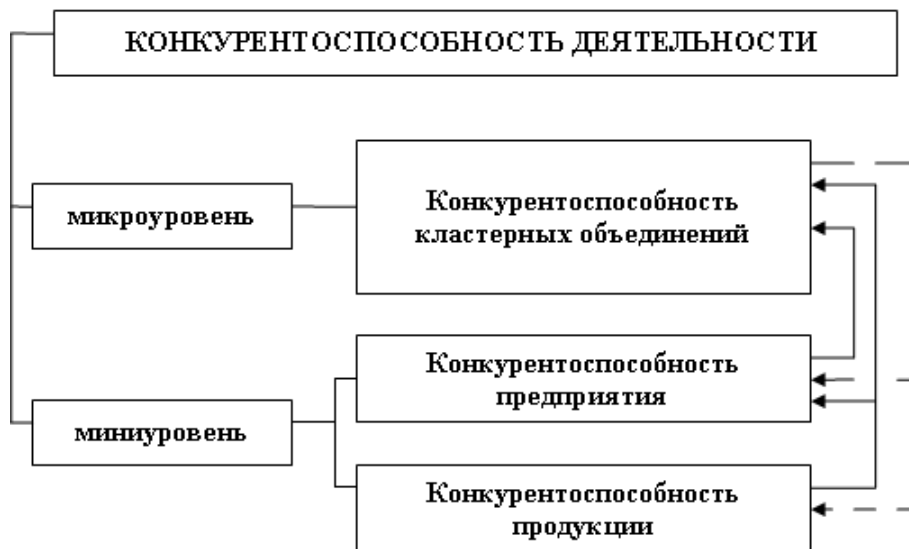 КОНКУРЕНТОСПОСОБНОСТЬ ДЕЯТЕЛЬНОСТИ
микроуровень
Конкурентоспособность
кластерных объединений
миниуровень
Конкурентоспособность
предприятия
Конкурентоспособность
продукции